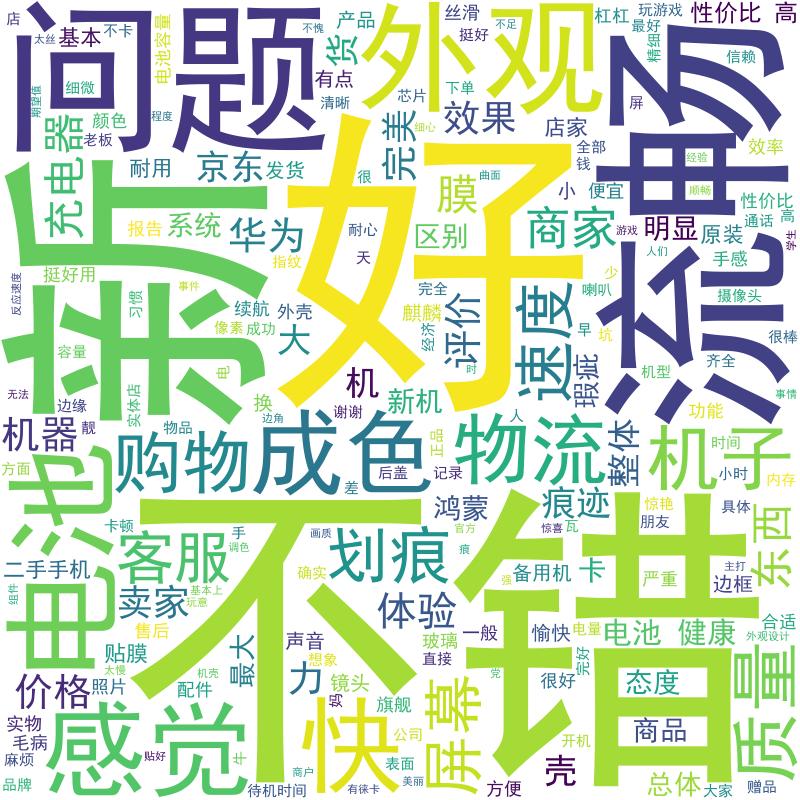 店
太丝
不卡
基本
电池容量
问题
产品
丝滑
杠杠
玩游戏
性价比 高
货
挺好
不足
最好
外观
不愧
精细
信赖
期望值
细微
有点
下单
流畅
程度
清晰
芯片
屏
充电器
颜色
老板
完美
细心
效果
店家
全部
钱
经验
效率
耐用
京东
发货
很
好
曲面
膜
小
便宜
顺畅
性价比 高
新
报告
系统
华为
耐心
区别
商家
明显
游戏
通话
学生
挺好用
指纹
天
原装
人们
手感
反应速度
习惯
事件
续航
外壳
完全
麒麟
评价
速度
喇叭
少
摄像头
像素
成功
大
经济
早
坑
很棒
容量
电
瑕疵
机型
齐全
无法
边缘
实体店
换
机
新机
时
功能
事情
机器
靓
物品
边角
谢谢
人
方面
购物
成色
正品
物流
整体
机子
时间
后盖
记录
差
小时
内存
电池
不错
鸿蒙
痕迹
惊艳
具体
卡顿
手
画质
官方
惊喜
瓦
朋友
东西
客服
调色
划痕
痕
二手手机
确实
备用机
卡
严重
主打
边框
组件
基本上
玩意
强
卖家
体验
售后
声音
玻璃
一般
愉快
电量
电池 健康
合适
外观设计
贴膜
太慢
机壳
最大
想象
直接
党
完好
价格
照片
配件
力
镜头
很好
态度
质量
妈
旗舰
实物
感觉
快
屏幕
公司
商品
毛病
牛
开机
麻烦
贴好
表面
壳
品牌
待机时间
商户
有徕卡
美丽
方便
总体
大家
赠品